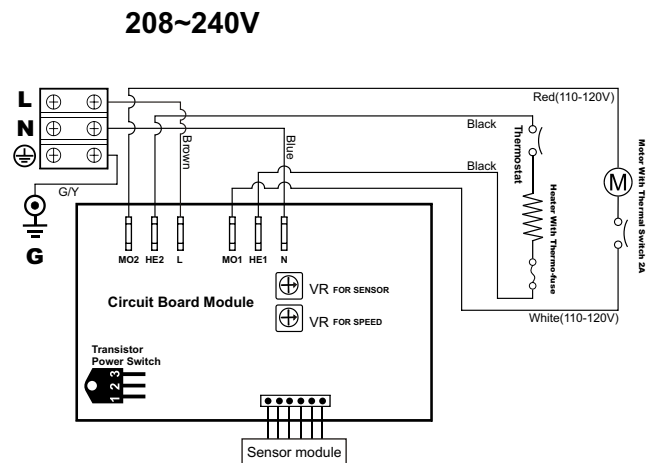 208~240V
L
N
G/Y
G
Brown
Blue
Red(110-120V)
Black
Black
Thermostat
Heater With Thermo-fuse
M
Motor With Thermal Switch 2A
White(110-120V)
MO2 HE2 L MO1 HE1 N
Circuit Board Module
VR FOR SENSOR
VR FOR SPEED
Transistor
Power Switch
1 2 3
Sensor module